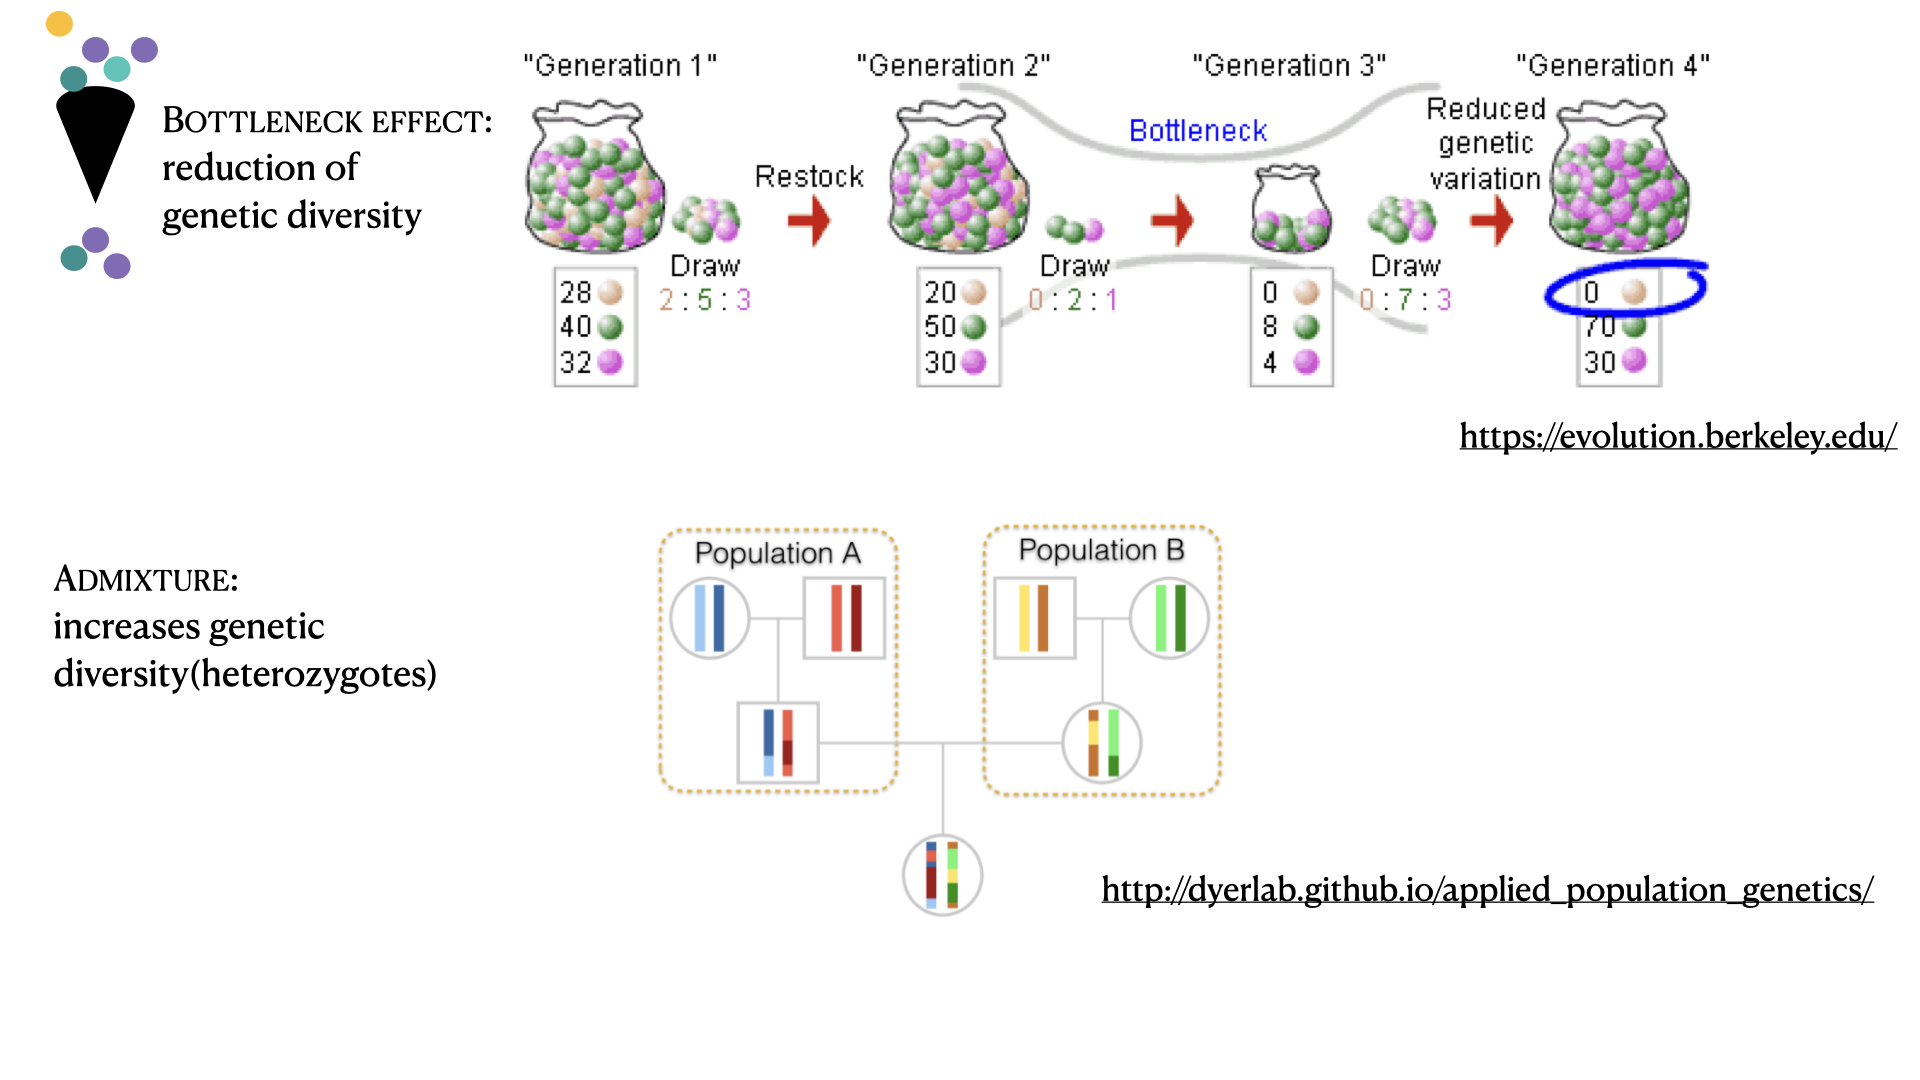 BOTTLENECK EFFECT:
reduction of
genetic diversity
"Generation 1"
"Generation 2"
"Generation 3"
"Generation 4"
Restock
Bottleneck
Reduced
genetic
variation
Draw
2 : 5 : 3
Draw
0 : 2 : 1
Draw
0 : 7 : 3
28
40
32
20
50
30
0
8
4
0
70
30
https://evolution.berkeley.edu/
ADMIXTURE:
increases genetic
diversity(heterozygotes)
Population A
Population B
http://dyerlab.github.io/applied_population_genetics/